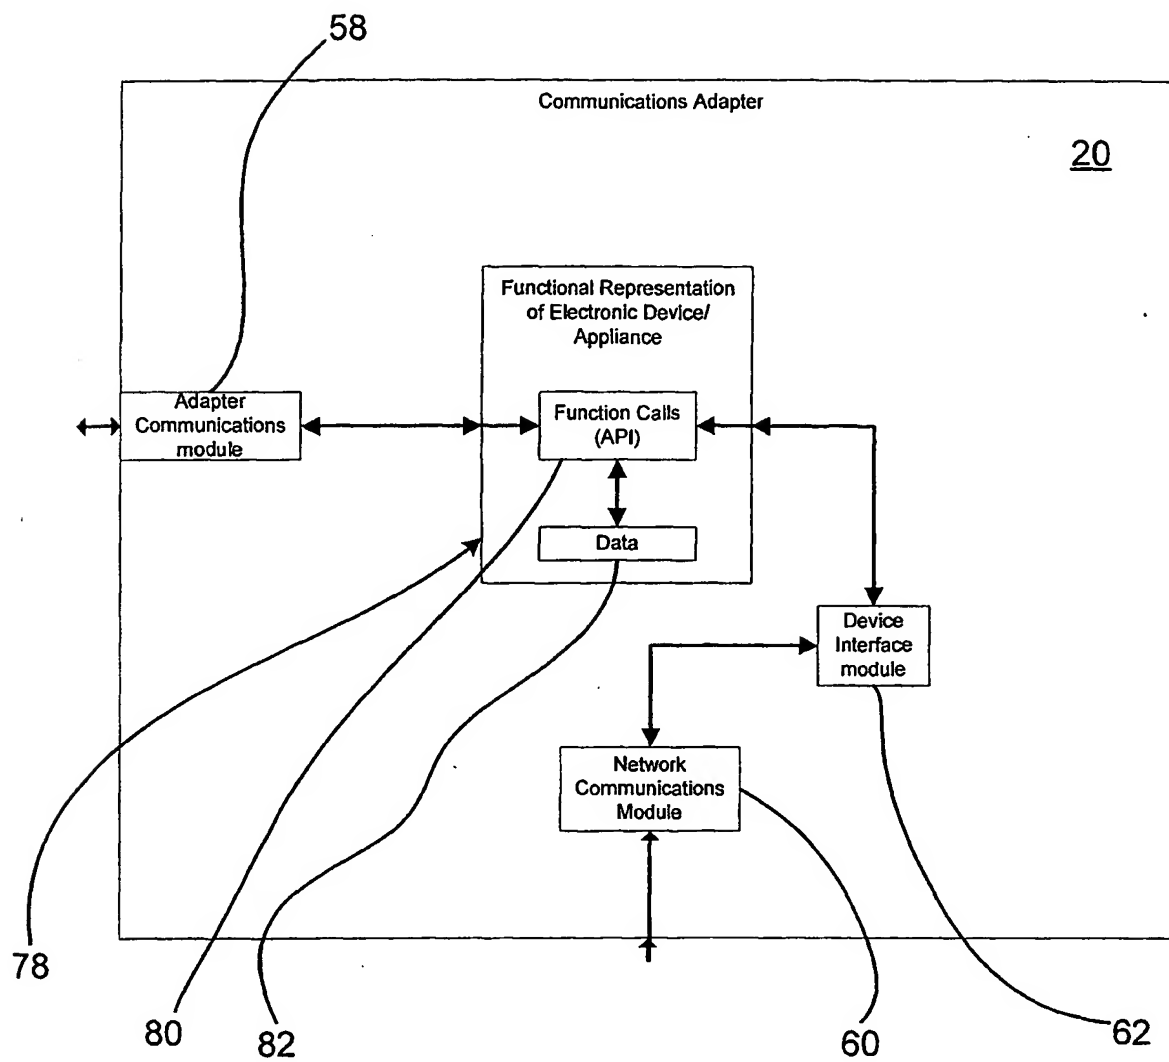 58
Communications Adapter
20
Functional Representation
of Electronic Device/
Appliance
Adapter
Communications
module
Function Calls
(API)
Data
Device
Interface
module
Network
Communications
Module
78
80
82
60
62